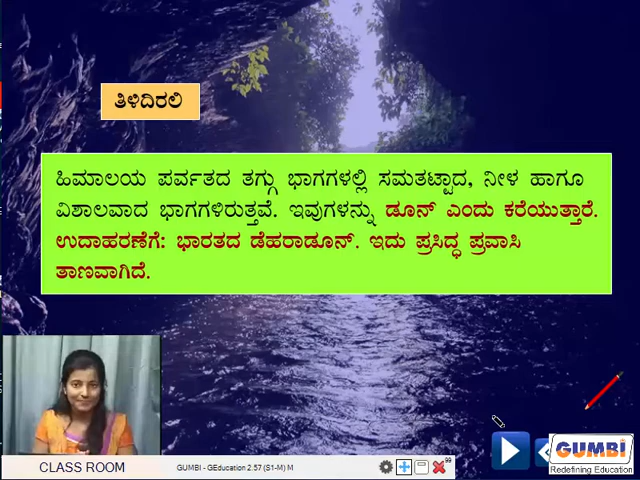 ತಿಳಿದಿರಲಿ
ಹಿಮಾಲಯ ಪರ್ವತದ ತಗ್ಗು ಭಾಗಗಳಲ್ಲಿ ಸಮತಟ್ಟಾದ, ನೀಳ ಹಾಗೂ
ವಿಶಾಲವಾದ ಭಾಗಗಳಿರುತ್ತವೆ. ಇವುಗಳನ್ನು ಡೂನ್ ಎಂದು ಕರೆಯುತ್ತಾರೆ.
ಉದಾಹರಣೆಗೆ: ಭಾರತದ ಡೆಹರಾಡೂನ್. ಇದು ಪ್ರಸಿದ್ಧ ಪ್ರವಾಸಿ
ತಾಣವಾಗಿದೆ.
CLASS ROOM
GUMBI - GEducation 2.57 (S1-M) M
99
GUMBI
Redefining Education